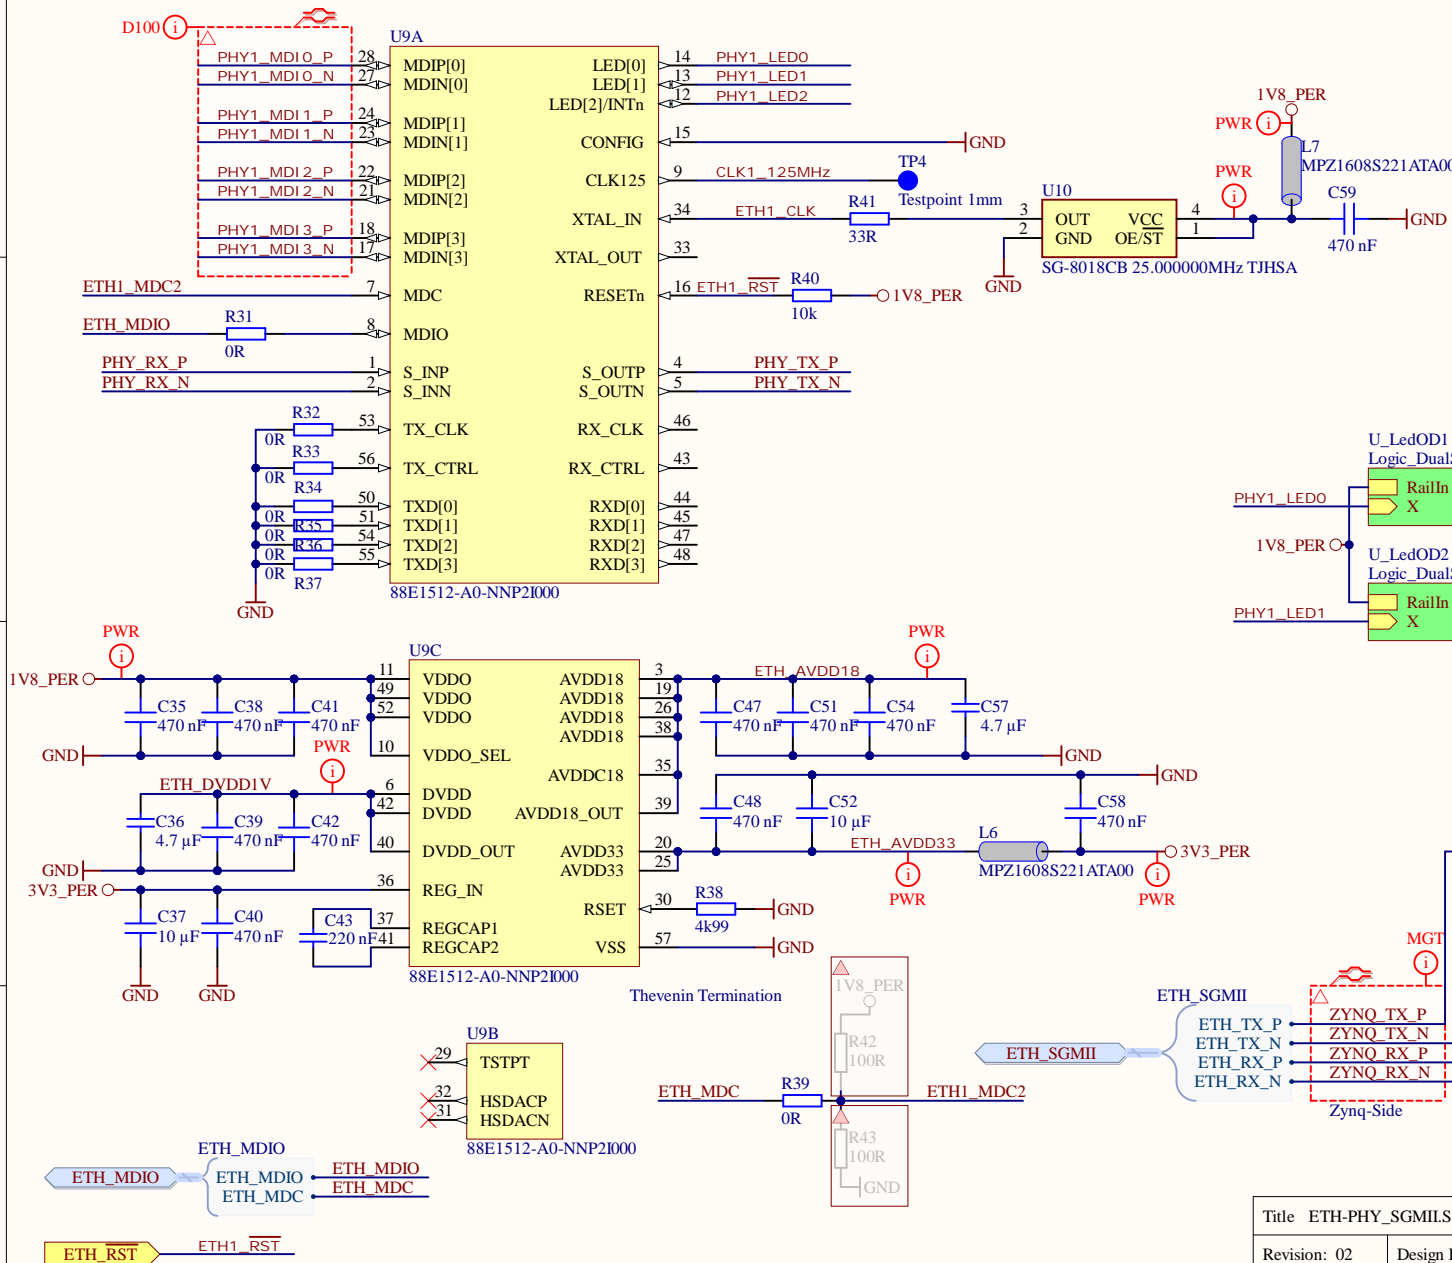 D100
U9A
PHY1_MDI0_P 28 MDIP[0] LED[0] 14 PHY1_LED0
PHY1_MDI0_N 27 MDIN[0] LED[1] 13 PHY1_LED1
LED[2]/INTn 12 PHY1_LED2
PHY1_MDI1_P 24 MDIP[1]
PHY1_MDI1_N 23 MDIN[1] CONFIG 15 GND
PHY1_MDI2_P 22 MDIP[2] CLK125 9 CLK1_125MHz TP4
PHY1_MDI2_N 21 MDIN[2] Testpoint 1mm
XTAL_IN 34 ETH1_CLK R41 33R
PHY1_MDI3_P 18 MDIP[3]
PHY1_MDI3_N 17 MDIN[3] XTAL_OUT 33
ETH1_MDC2 7 MDC RESETn 16 ETH1_RST R40 10k 1V8_PER
ETH_MDIO R31 0R 8 MDIO
PHY_RX_P 1 S_INP S_OUTP 4 PHY_TX_P
PHY_RX_N 2 S_INN S_OUTN 5 PHY_TX_N
R32 0R 53 TX_CLK RX_CLK 46
R33 0R 56 TX_CTRL RX_CTRL 43
R34 0R 50 TXD[0] RXD[0] 44
R35 0R 51 TXD[1] RXD[1] 45
R36 0R 54 TXD[2] RXD[2] 47
R37 0R 55 TXD[3] RXD[3] 48
GND
88E1512-A0-NNP2I000
1V8_PER
PWR i
L7
MPZ1608S221ATA00
PWR i
U10
3 OUT VCC 4
2 GND OE/ST 1
SG-8018CB 25.000000MHz TJHSA
GND
C59
470 nF
GND
U_LedOD1
Logic_DualS
PHY1_LED0
RailIn
X
1V8_PER
U_LedOD2
Logic_DualS
PHY1_LED1
RailIn
X
PWR
i
U9C
1V8_PER 11 VDDO AVDD18 3 ETH_AVDD18 PWR i
49 VDDO AVDD18 19
52 VDDO AVDD18 26
AVDD18 38
C35 470 nF C38 470 nF C41 470 nF
C47 470 nF C51 470 nF C54 470 nF C57 4.7 µF
GND
PWR i
10 VDDO_SEL
GND
AVDDC18 35
GND
ETH_DVDD1V 6 DVDD
42 DVDD AVDD18_OUT 39
C36 4.7 µF C39 470 nF C42 470 nF
C48 470 nF C52 10 µF C58 470 nF
40 DVDD_OUT AVDD33 20 ETH_AVDD33 L6 3V3_PER
AVDD33 25 MPZ1608S221ATA00
GND
i PWR
i PWR
3V3_PER 36 REG_IN
RSET 30 R38 4k99 GND
C37 10 µF C40 470 nF C43 220 nF
37 REGCAP1
41 REGCAP2 VSS 57 GND
88E1512-A0-NNP2I000
GND GND
Thevenin Termination
1V8_PER
R42
100R
ETH_MDC R39 0R ETH1_MDC2
R43
100R
GND
U9B
29 TSTPT
32 HSDACP
31 HSDACN
88E1512-A0-NNP2I000
MGT
i
ETH_SGMII
ETH_SGMII
ETH_TX_P ZYNQ_TX_P
ETH_TX_N ZYNQ_TX_N
ETH_RX_P ZYNQ_RX_P
ETH_RX_N ZYNQ_RX_N
Zynq-Side
ETH_MDIO
ETH_MDIO
ETH_MDIO ETH_MDIO
ETH_MDC ETH_MDC
ETH_RST ETH1_RST
Title ETH-PHY_SGMII.S
Revision: 02 Design I